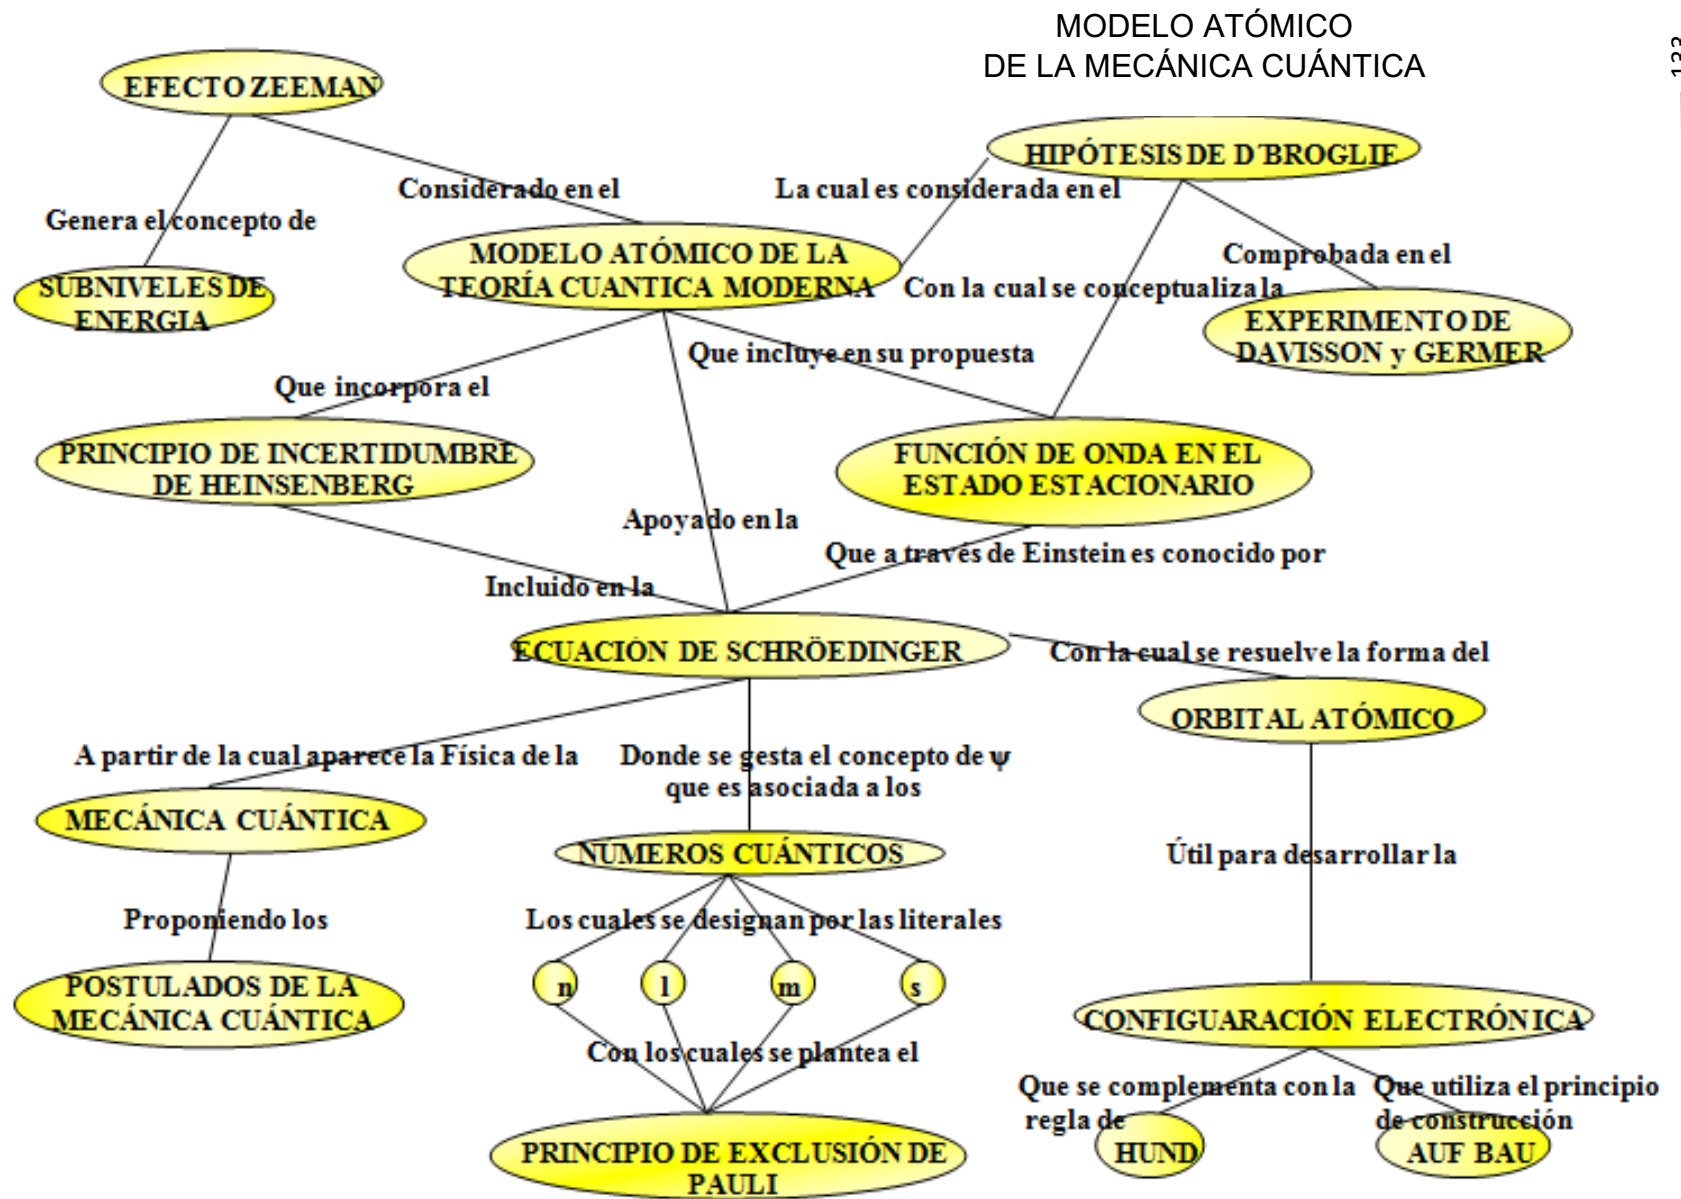 MODELO ATÓMICO
DE LA MECÁNICA CUÁNTICA
133
EFECTO ZEEMAN
HIPÓTESIS DE D´BROGLIE
Considerado en el
La cual es considerada en el
Genera el concepto de
MODELO ATÓMICO DE LA
TEORÍA CUANTICA MODERNA
Comprobada en el
SUBNIVELES DE
ENERGIA
Con la cual se conceptualiza la
EXPERIMENTO DE
DAVISSON y GERMER
Que incluye en su propuesta
Que incorpora el
PRINCIPIO DE INCERTIDUMBRE
DE HEINSENBERG
FUNCIÓN DE ONDA EN EL
ESTADO ESTACIONARIO
Apoyado en la
Que a través de Einstein es conocido por
Incluido en la
ECUACIÓN DE SCHRÖEDINGER
Con la cual se resuelve la forma del
ORBITAL ATÓMICO
A partir de la cual aparece la Física de la
Donde se gesta el concepto de ψ
que es asociada a los
MECÁNICA CUÁNTICA
NÚMEROS CUÁNTICOS
Útil para desarrollar la
Proponiendo los
Los cuales se designan por las literales
n
l
m
s
POSTULADOS DE LA
MECÁNICA CUÁNTICA
CONFIGUARACIÓN ELECTRÓNICA
Con los cuales se plantea el
Que se complementa con la
regla de
Que utiliza el principio
de construcción
HUND
AUF BAU
PRINCIPIO DE EXCLUSIÓN DE
PAULI